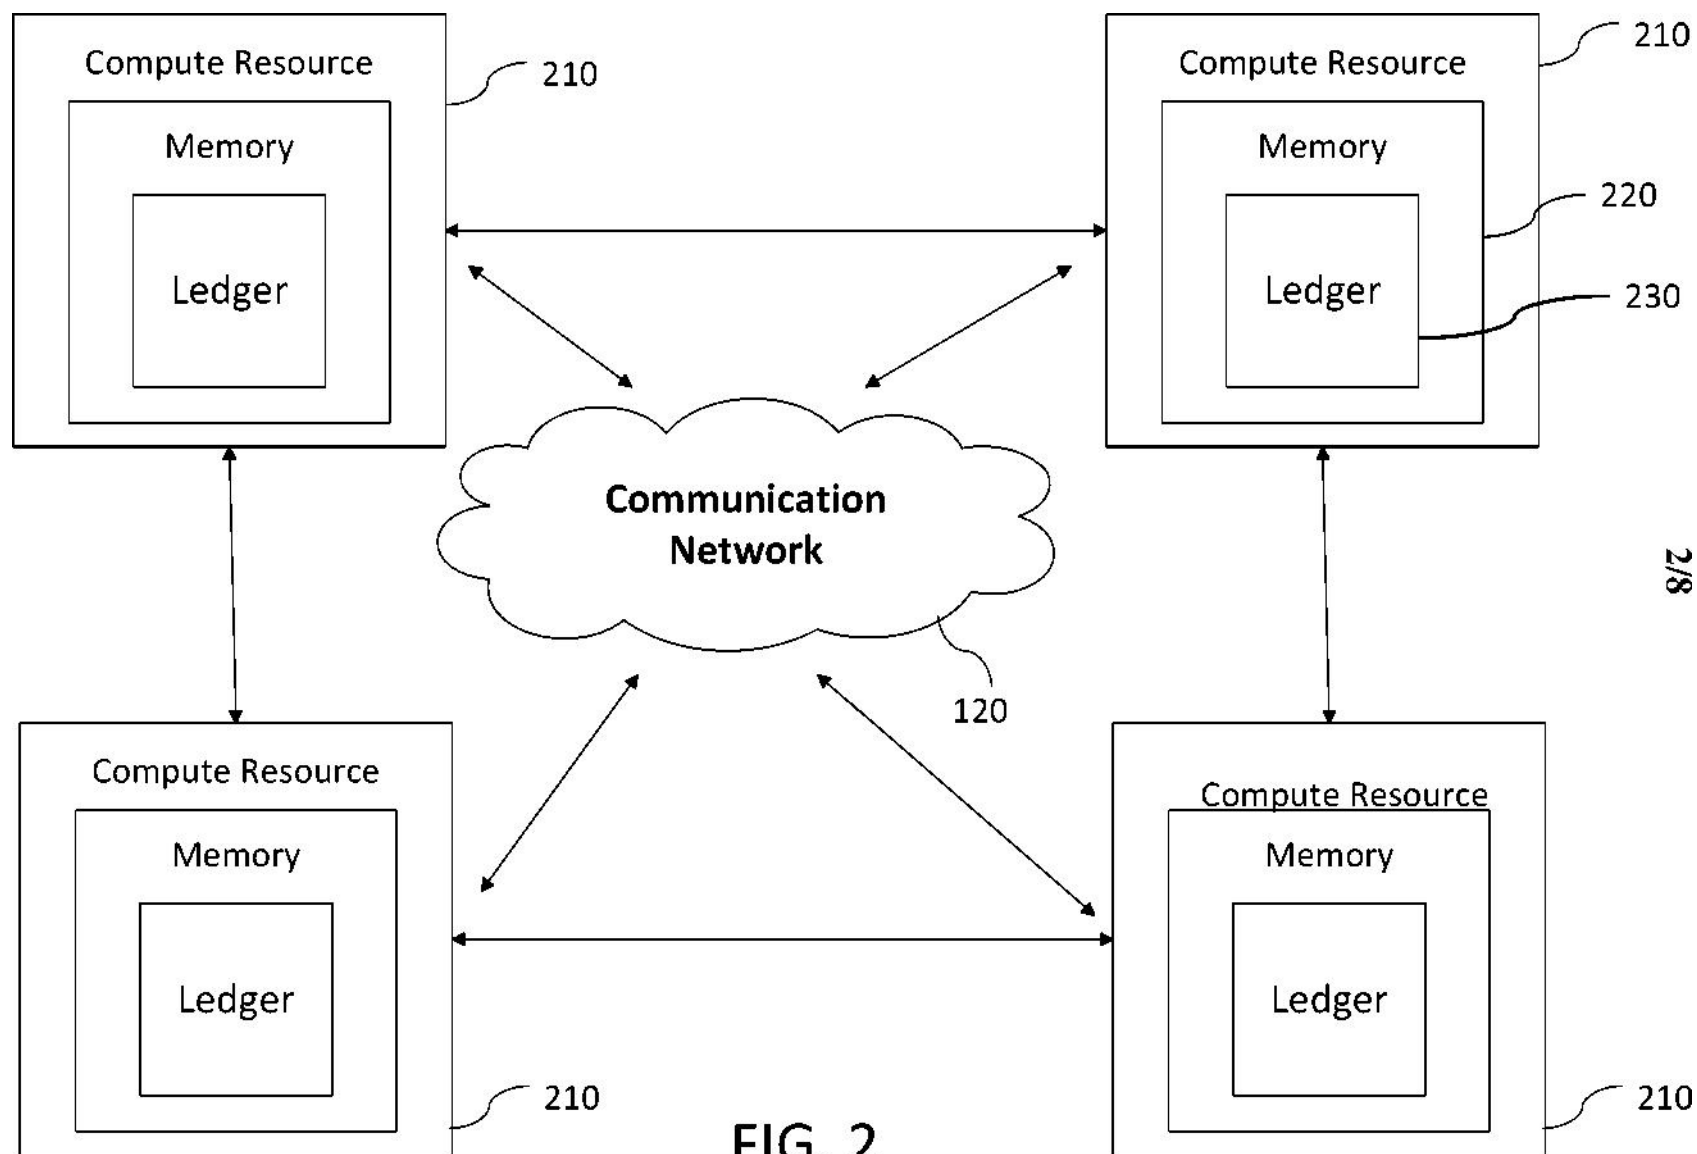 Compute Resource
210
Memory
Ledger
Compute Resource
210
Memory
220
Ledger
230
Communication
Network
120
2/8
Compute Resource
Memory
Ledger
210
Compute Resource
Memory
Ledger
210
FIG. 2